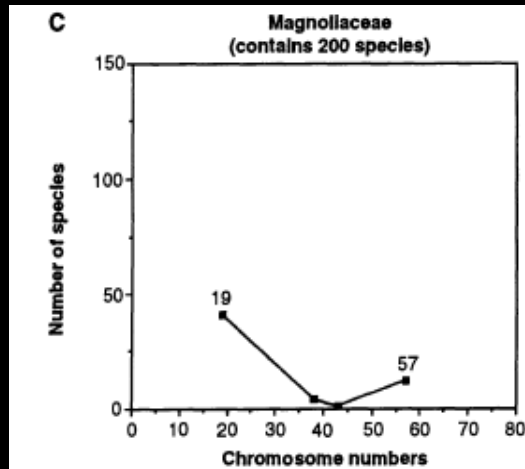 C
Magnoliaceae
(contains 200 species)
150
100
50
0
Number of species
19
57
0 10 20 30 40 50 60 70 80
Chromosome numbers